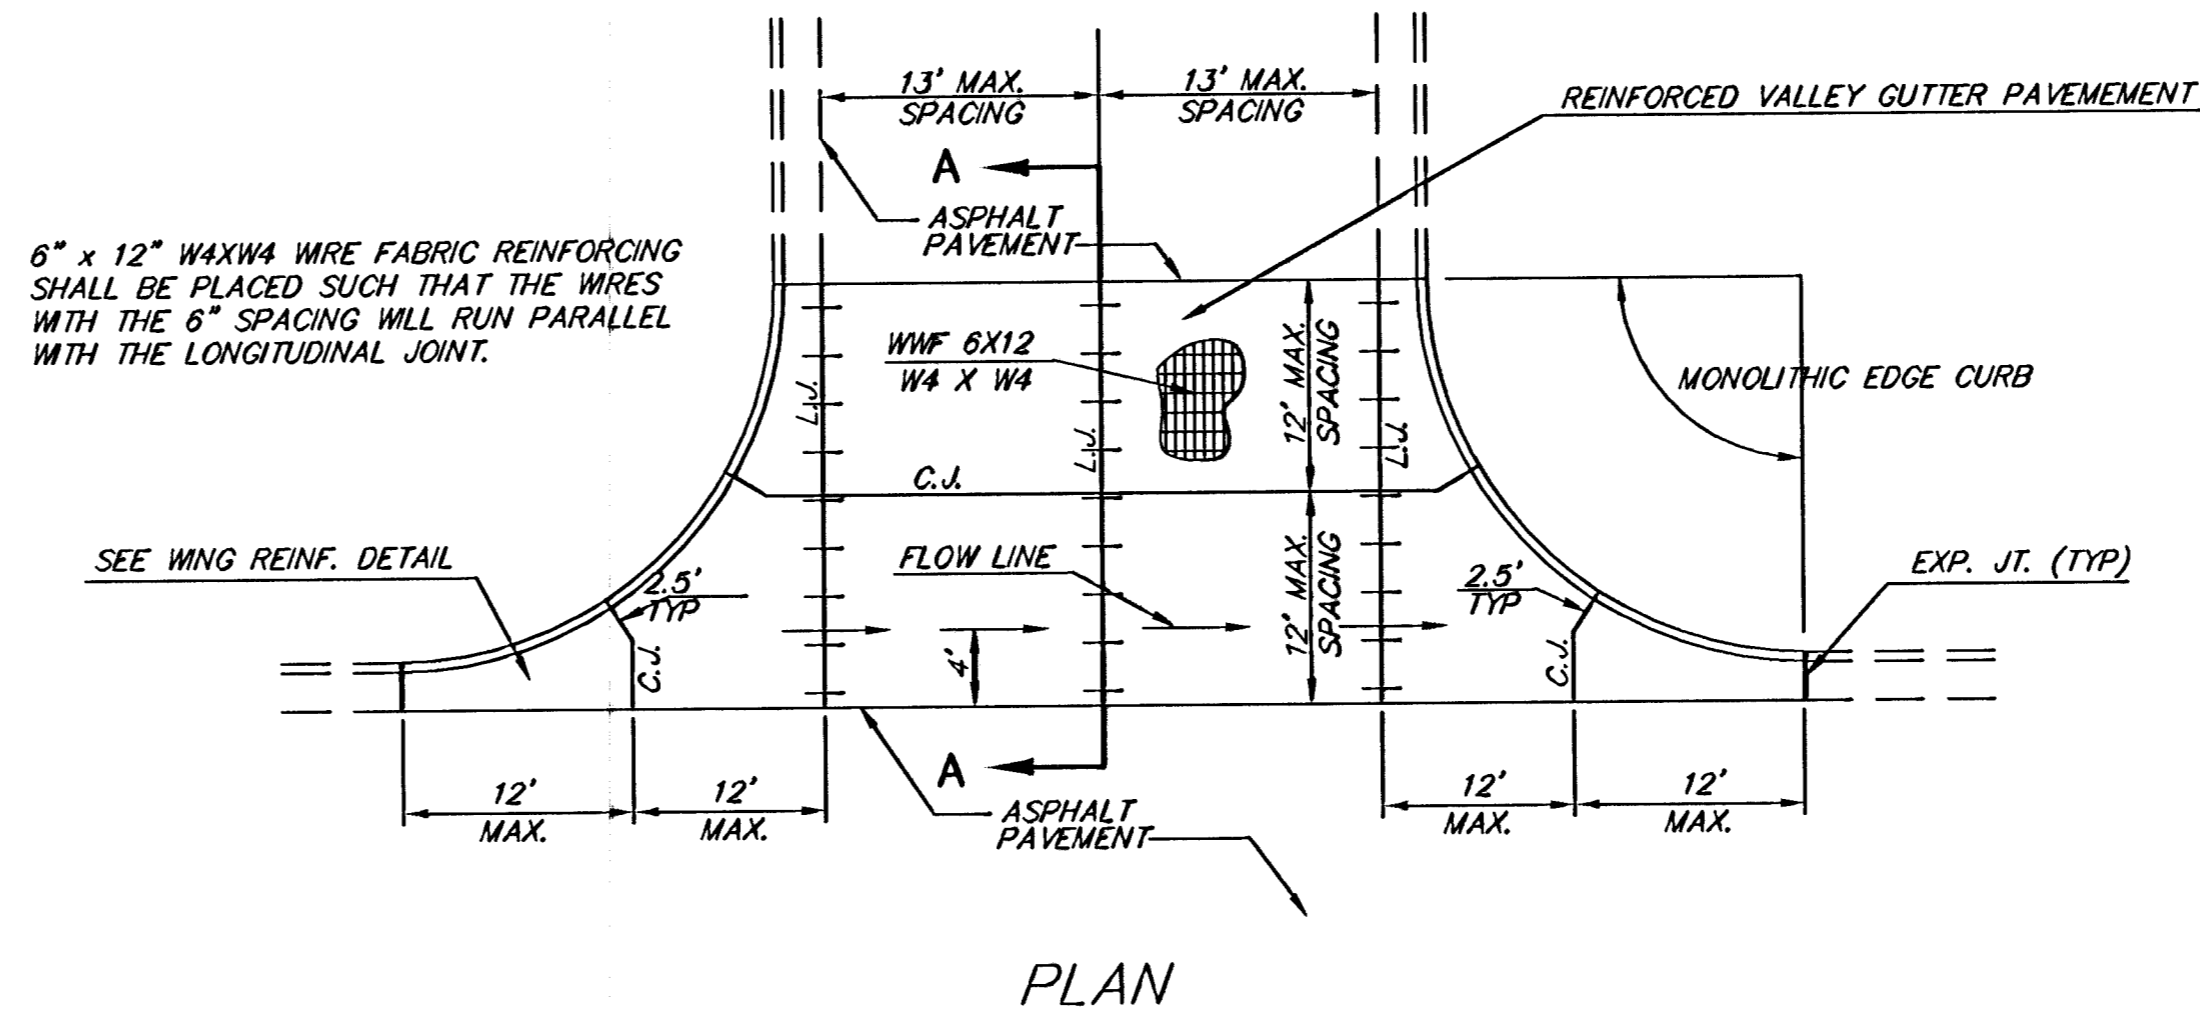 13' MAX.
SPACING
13' MAX.
SPACING
REINFORCED VALLEY GUTTER PAVEMEMENT
A
ASPHALT
PAVEMENT
6" x 12" W4XW4 WIRE FABRIC REINFORCING
SHALL BE PLACED SUCH THAT THE WIRES
WITH THE 6" SPACING WILL RUN PARALLEL
WITH THE LONGITUDINAL JOINT.
WWF 6X12
W4 X W4
12' MAX.
SPACING
MONOLITHIC EDGE CURB
L.J.
L.J.
L.J.
C.J.
SEE WING REINF. DETAIL
2.5'
TYP
FLOW LINE
12' MAX.
SPACING
2.5'
TYP
EXP. JT. (TYP)
C.J.
4'
C.J.
A
12'
MAX.
12'
MAX.
ASPHALT
PAVEMENT
12'
MAX.
12'
MAX.
PLAN